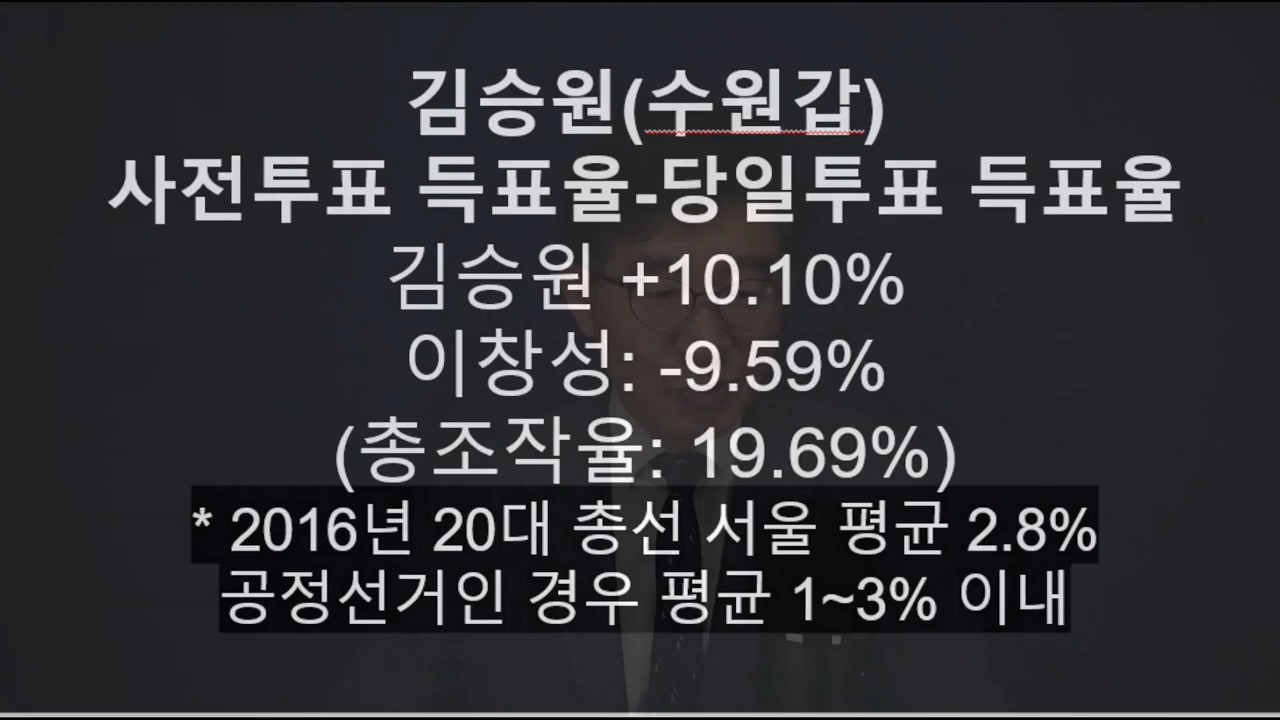 김승원(수원갑)
사전투표 득표율-당일투표 득표율
김승원 +10.10%
이창성: -9.59%
(총조작율: 19.69%)
* 2016년 20대 총선 서울 평균 2.8%
공정선거인 경우 평균 1~3% 이내